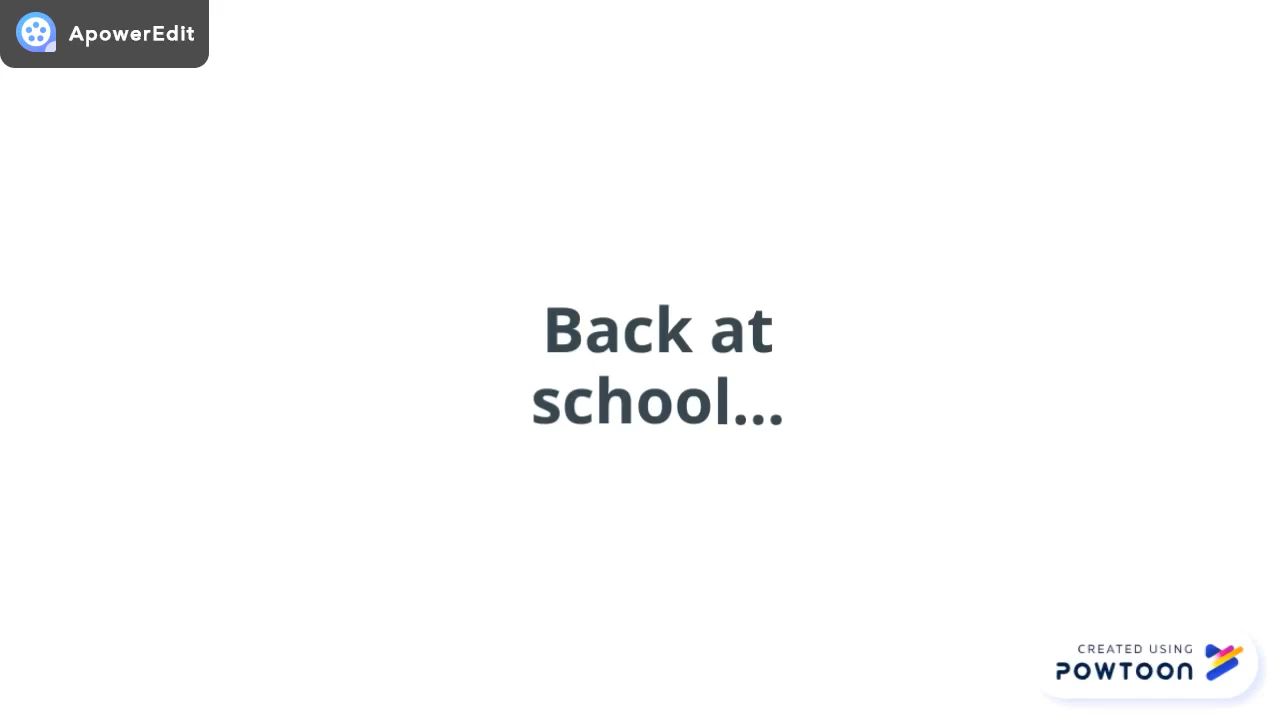 ApowerEdit
Back at
school...
CREATED USING
POWTOON